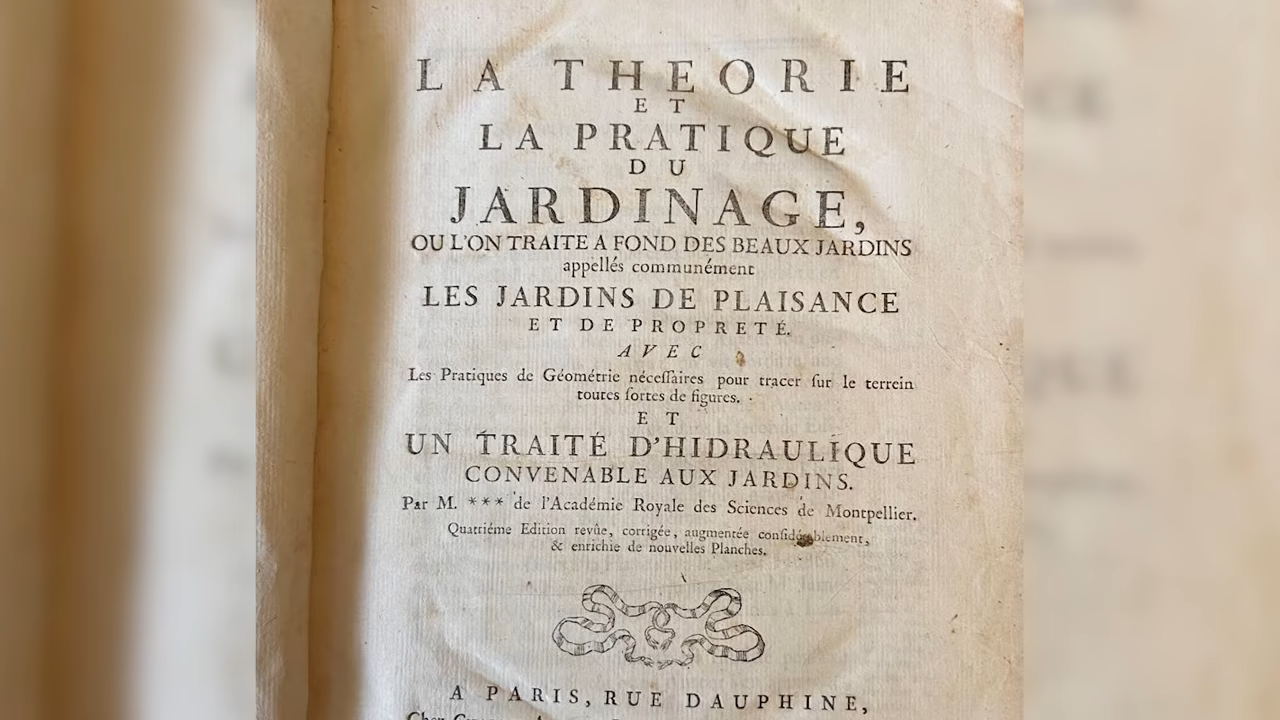 LA THEORIE
ET
LA PRATIQUE
DU
JARDINAGE,
OU L'ON TRAITE A FOND DES BEAUX JARDINS
appellés communément
LES JARDINS DE PLAISANCE
ET DE PROPRETÉ.
AVEC
Les Pratiques de Géométrie néceſſaires pour tracer ſur le terrein
toutes ſortes de figures.
ET
UN TRAITÉ D'HIDRAULIQUE
CONVENABLE AUX JARDINS.
Par M. *** de l'Académie Royale des Sciences de Montpellier.
Quatriéme Edition revûe, corrigée, augmentée conſidérablement,
& enrichie de nouvelles Planches.
A PARIS, RUE DAUPHINE,